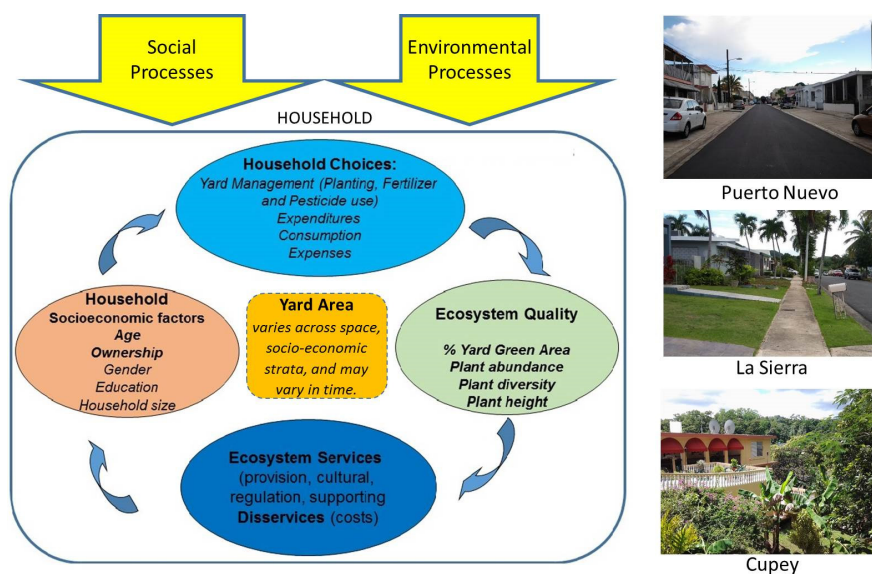 Social
Processes
Environmental
Processes
HOUSEHOLD
Household Choices:
Yard Management (Planting, Fertilizer
and Pesticide use)
Expenditures
Consumption
Expenses
Household
Socioeconomic factors
Age
Ownership
Gender
Education
Household size
Yard Area
varies across space,
socio-economic
strata, and may
vary in time.
Ecosystem Quality
% Yard Green Area
Plant abundance
Plant diversity
Plant height
Ecosystem Services
(provision, cultural,
regulation, supporting
Disservices (costs)
Puerto Nuevo
La Sierra
Cupey